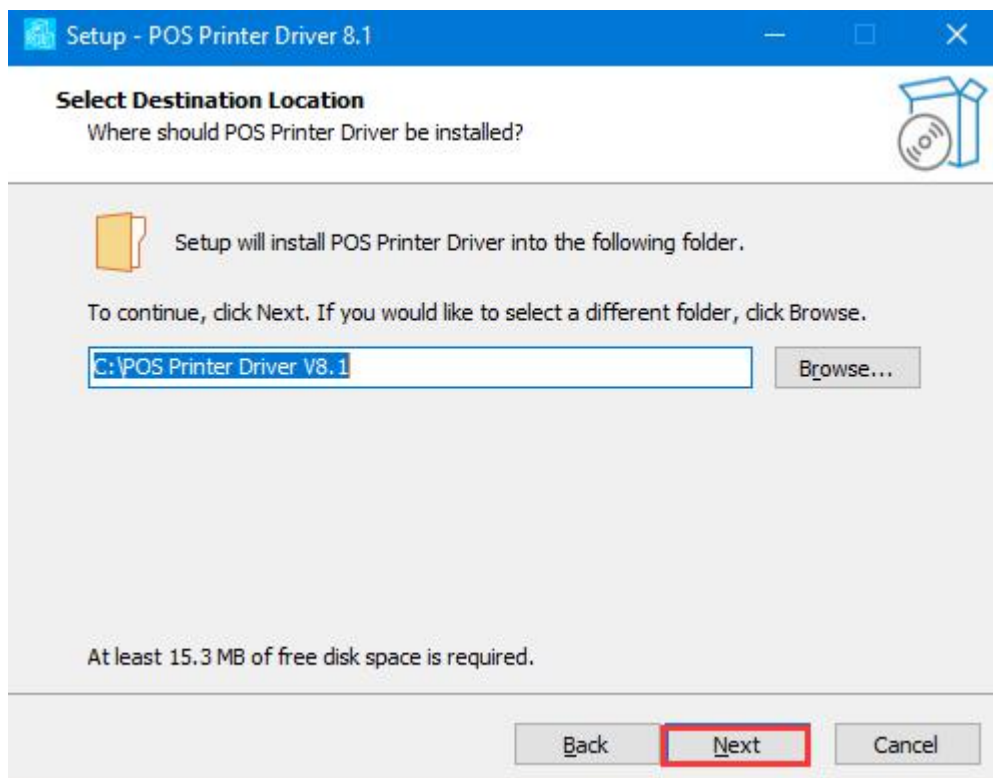 Setup - POS Printer Driver 8.1
Select Destination Location
Where should POS Printer Driver be installed?
Setup will install POS Printer Driver into the following folder.
To continue, click Next. If you would like to select a different folder, click Browse.
C:\POS Printer Driver V8.1
Browse...
At least 15.3 MB of free disk space is required.
Back
Next
Cancel